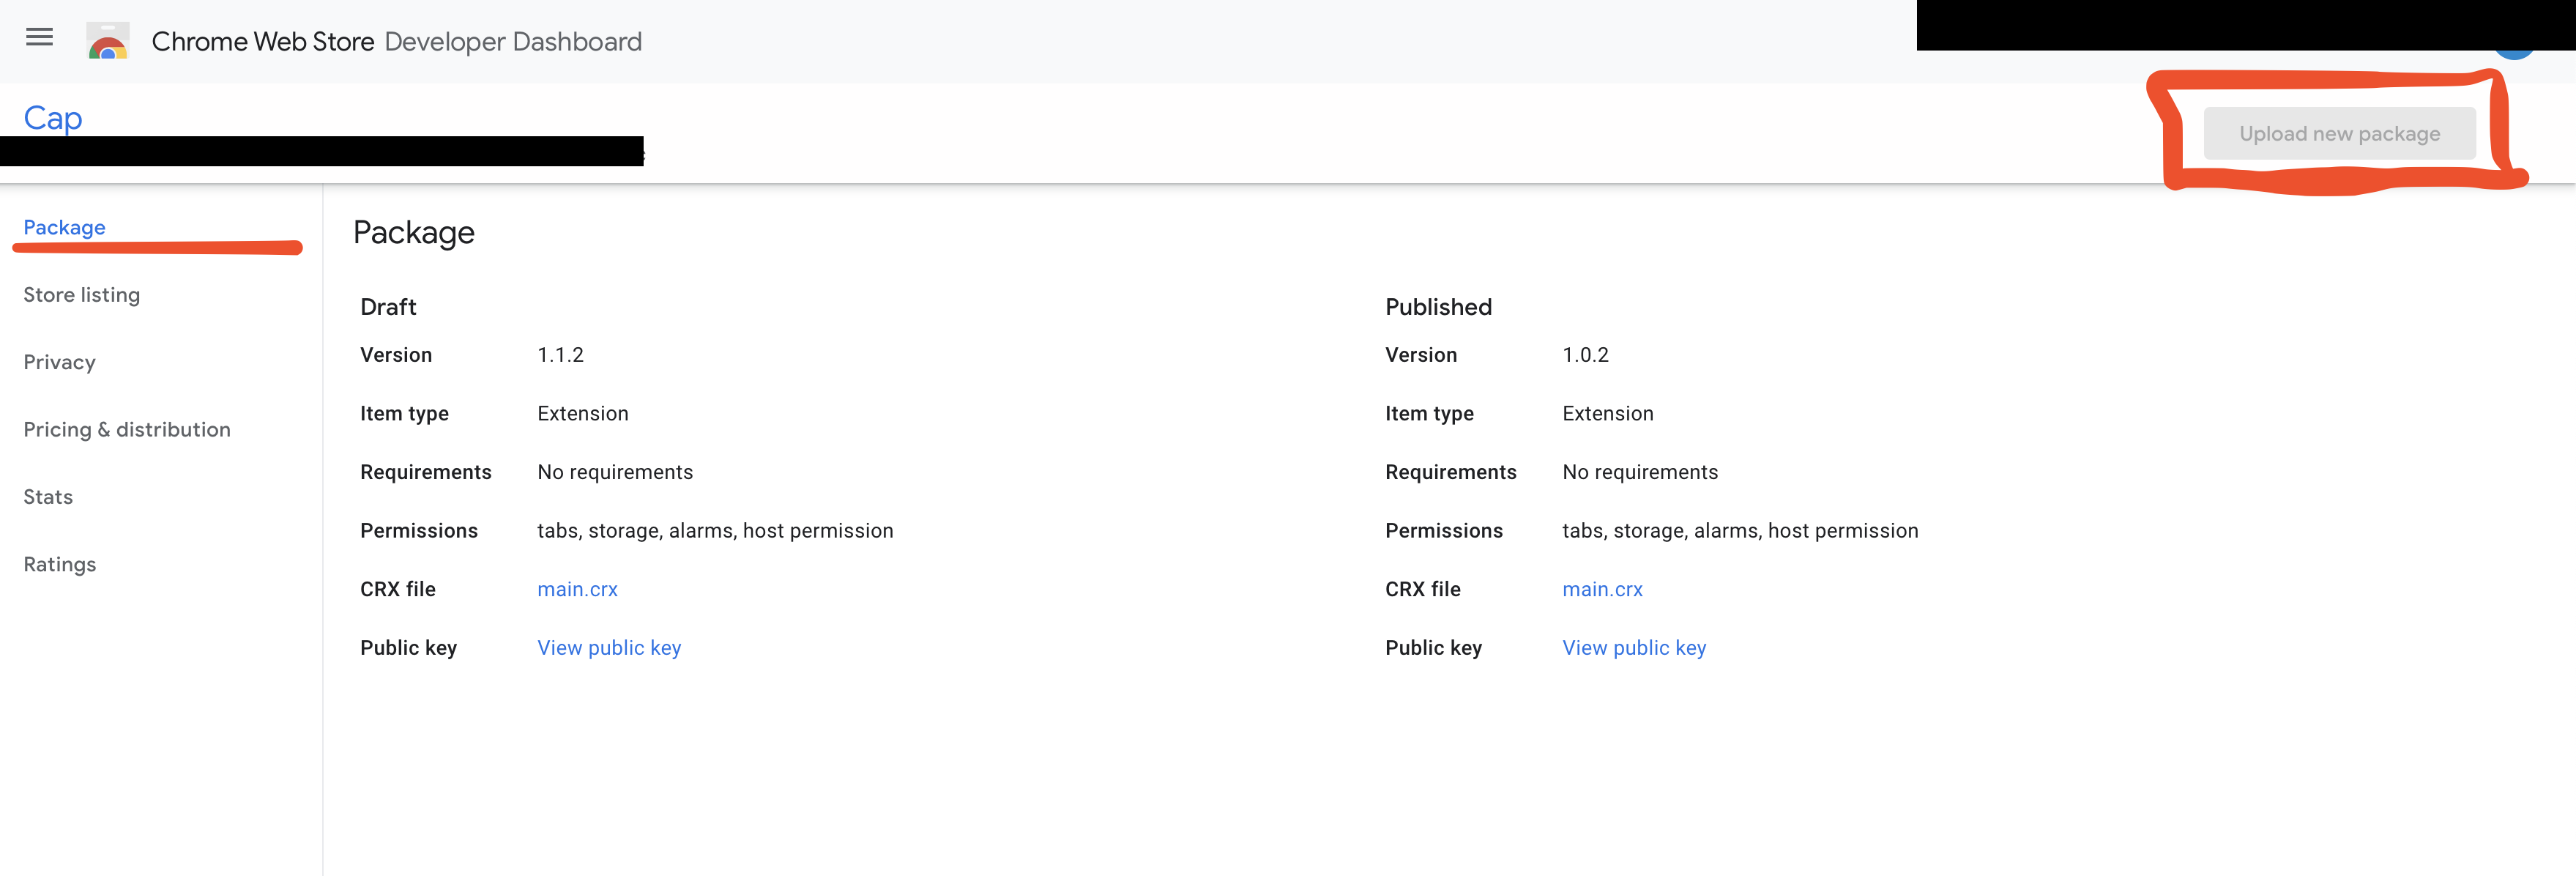 Chrome Web Store Developer Dashboard
Cap
Upload new package
Package
Store listing
Privacy
Pricing & distribution
Stats
Ratings
Package
Draft
Version 1.1.2
Item type Extension
Requirements No requirements
Permissions tabs, storage, alarms, host permission
CRX file main.crx
Public key View public key
Published
Version 1.0.2
Item type Extension
Requirements No requirements
Permissions tabs, storage, alarms, host permission
CRX file main.crx
Public key View public key